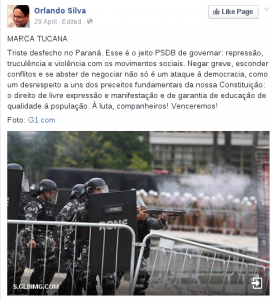 Orlando Silva
29 April · Edited ·
Like Page
MARCA TUCANA
Triste desfecho no Paraná. Esse é o jeito PSDB de governar: repressão,
truculência e violência com os movimentos sociais. Negar greve, esconder
conflitos e se abster de negociar não só é um ataque á democracia, como
um desrespeito a uns dos preceitos fundamentais da nossa Constituição:
o direito de livre expressão e manifestação e de garantia de educação de
qualidade á população. À luta, companheiros! Venceremos!
Foto: G1.com
S.GLBIMG.COM